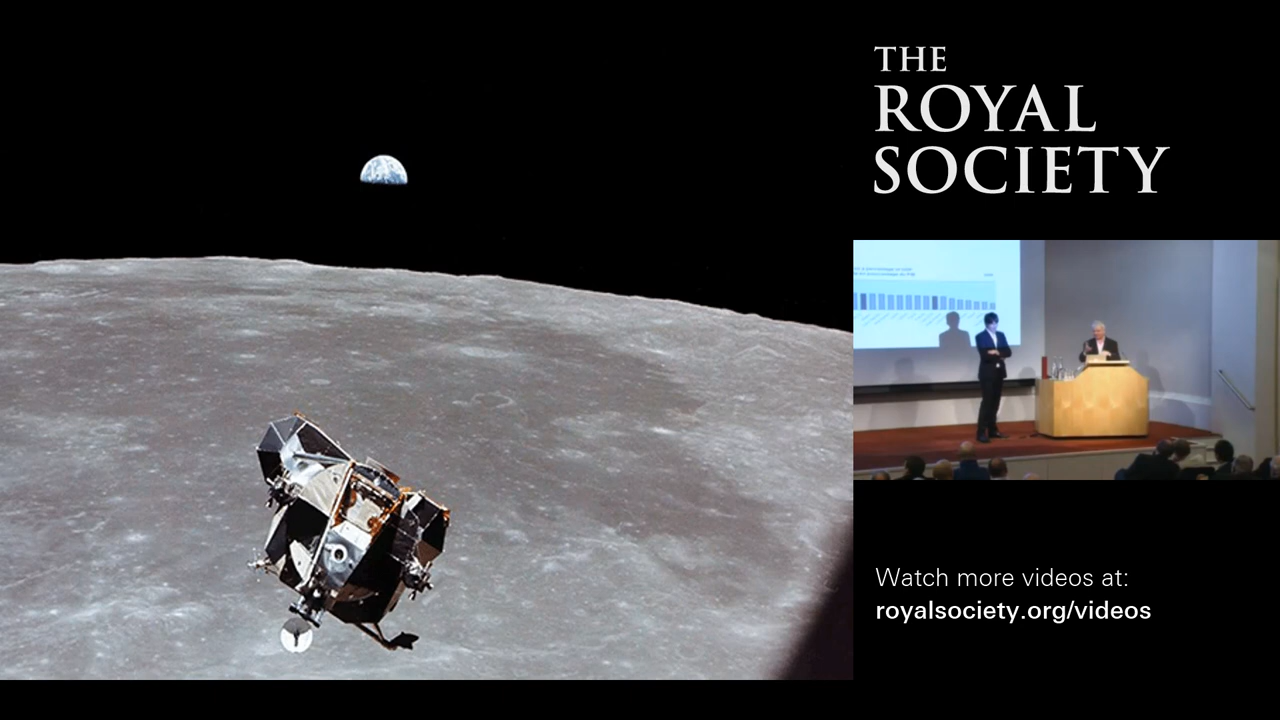 THE
ROYAL
SOCIETY
Watch more videos at:
royalsociety.org/videos